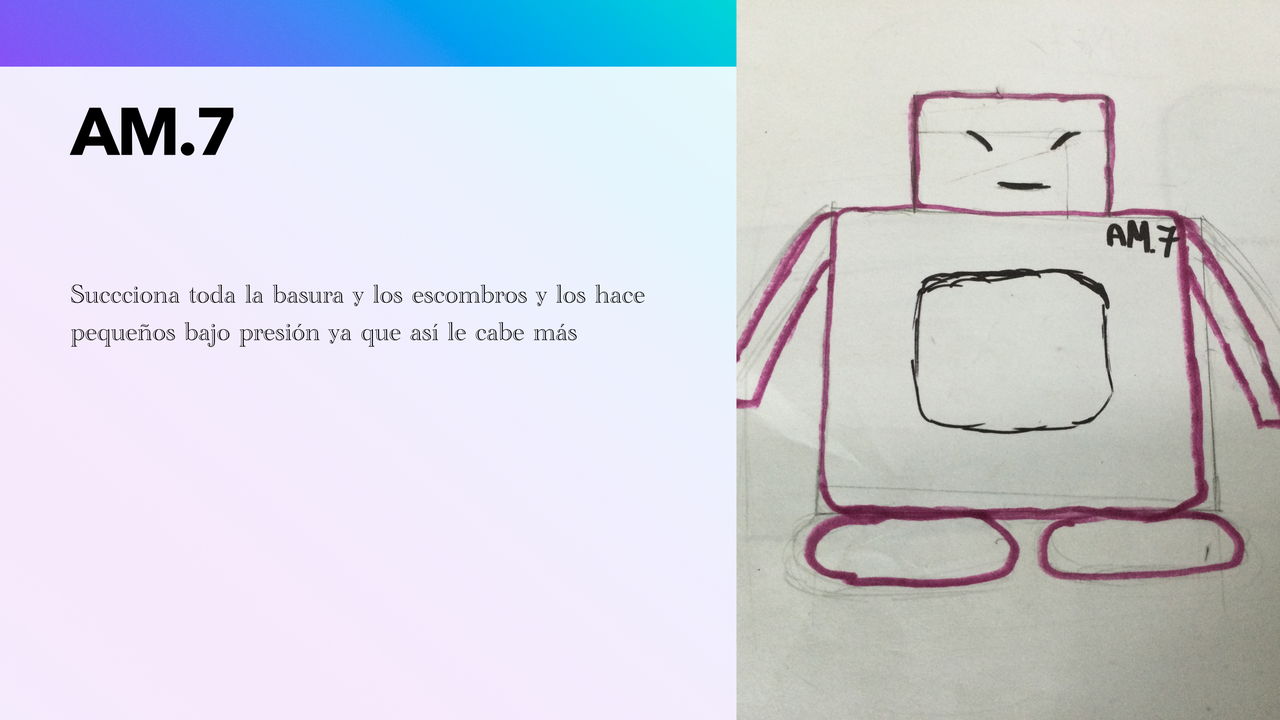 AM.7
Succciona toda la basura y los escombros y los hace
pequeños bajo presión ya que así le cabe más
AM.7